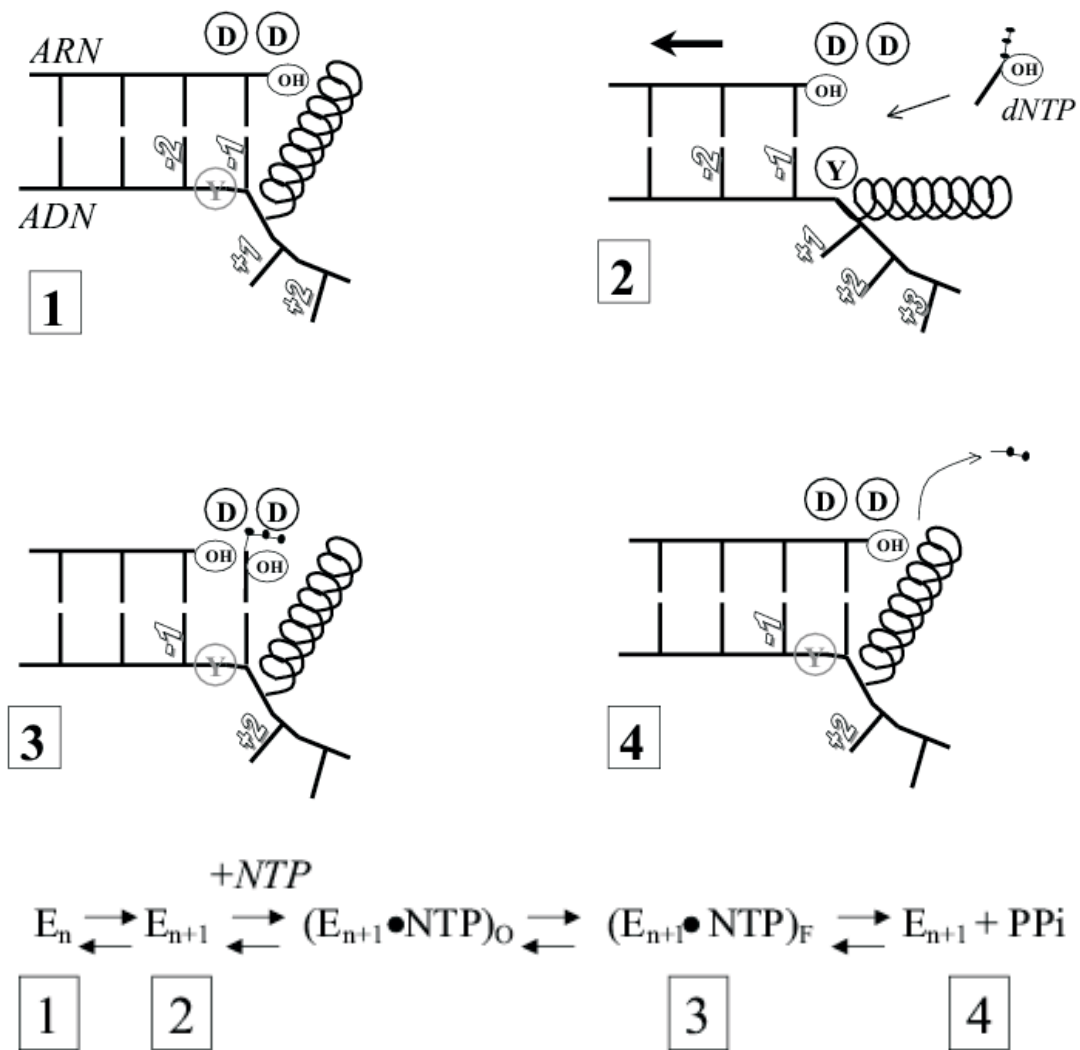 ARN
D D
OH
-2
-1
Y
ADN
+1
+2
1
D D
OH
OH
dNTP
-2
-1
Y
+1
+2
+3
2
D D
OH
OH
-1
Y
+2
3
D D
OH
-1
Y
+2
4
+NTP
Eₙ Eₙ₊₁ (Eₙ₊₁●NTP)O (Eₙ₊₁● NTP)F Eₙ₊₁ + PPi
1 2 3 4